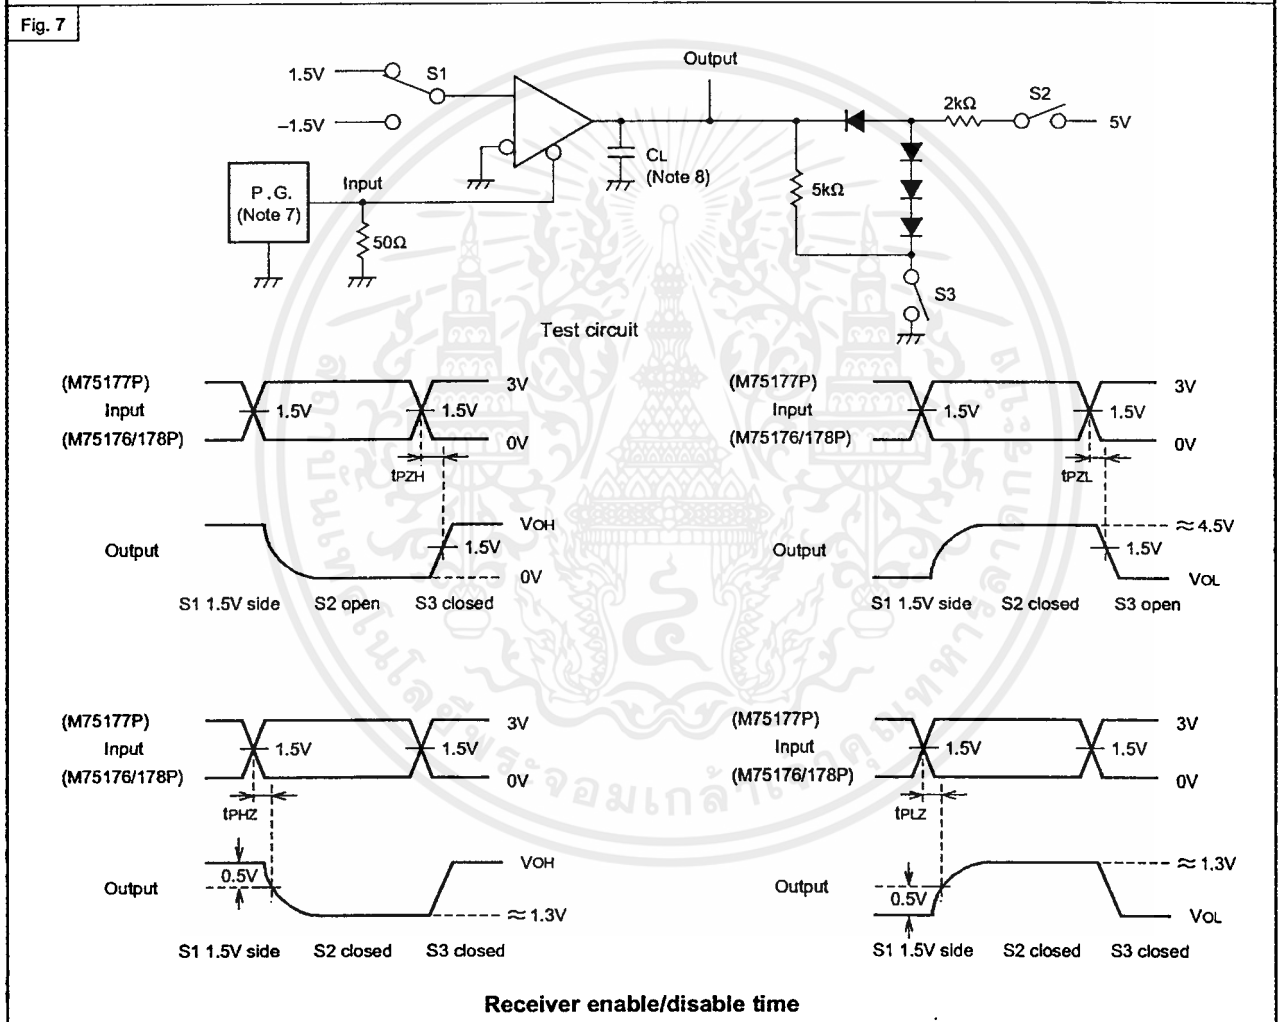 Fig. 7
Output
1.5V
S1
2kΩ
S2
5V
–1.5V
CL
(Note 8)
P.G.
(Note 7)
Input
50Ω
5kΩ
S3
Test circuit
(M75177P)
Input
(M75176/178P)
1.5V
1.5V
3V
0V
tPZH
Output
VOH
1.5V
0V
S1 1.5V side S2 open S3 closed
(M75177P)
Input
(M75176/178P)
1.5V
1.5V
3V
0V
tPZL
Output
≈ 4.5V
1.5V
VOL
S1 1.5V side S2 closed S3 open
(M75177P)
Input
(M75176/178P)
1.5V
1.5V
3V
0V
tPHZ
Output
0.5V
VOH
≈ 1.3V
S1 1.5V side S2 closed S3 closed
(M75177P)
Input
(M75176/178P)
1.5V
1.5V
3V
0V
tPLZ
Output
0.5V
≈ 1.3V
VOL
S1 1.5V side S2 closed S3 closed
Receiver enable/disable time